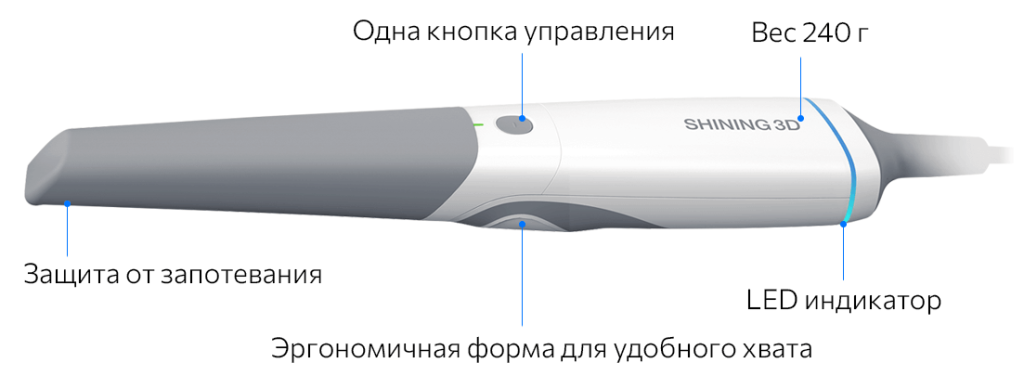 Одна кнопка управления
Вес 240 г
SHINING 3D
Защита от запотевания
LED индикатор
Эргономичная форма для удобного хвата